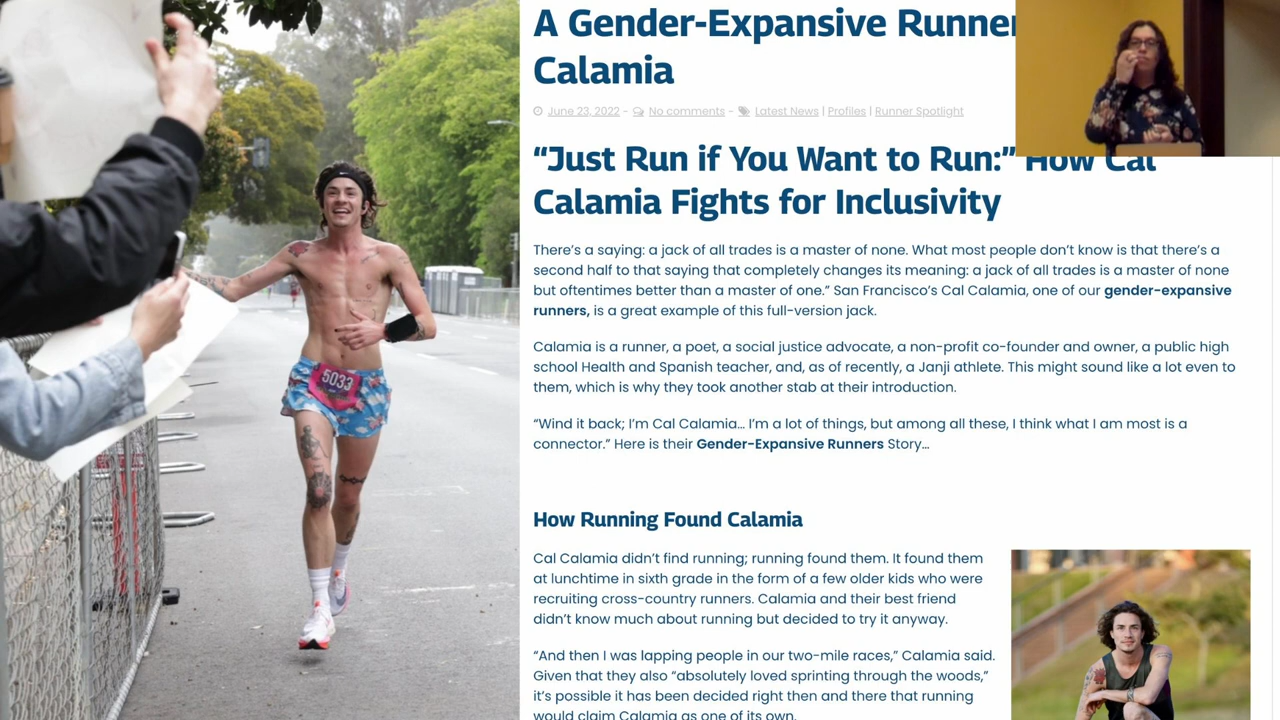 A Gender-Expansive Runner
Calamia
June 23, 2022 - No comments - Latest News | Profiles | Runner Spotlight
“Just Run if You Want to Run:” How Cal
Calamia Fights for Inclusivity
There’s a saying: a jack of all trades is a master of none. What most people don’t know is that there’s a
second half to that saying that completely changes its meaning: a jack of all trades is a master of none
but oftentimes better than a master of one.” San Francisco’s Cal Calamia, one of our gender-expansive
runners, is a great example of this full-version jack.
Calamia is a runner, a poet, a social justice advocate, a non-profit co-founder and owner, a public high
school Health and Spanish teacher, and, as of recently, a Janji athlete. This might sound like a lot even to
them, which is why they took another stab at their introduction.
“Wind it back; I’m Cal Calamia… I’m a lot of things, but among all these, I think what I am most is a
connector.” Here is their Gender-Expansive Runners Story…
How Running Found Calamia
Cal Calamia didn’t find running; running found them. It found them
at lunchtime in sixth grade in the form of a few older kids who were
recruiting cross-country runners. Calamia and their best friend
didn’t know much about running but decided to try it anyway.
“And then I was lapping people in our two-mile races,” Calamia said.
Given that they also “absolutely loved sprinting through the woods,”
it’s possible it has been decided right then and there that running
would claim Calamia as one of its own.
5033